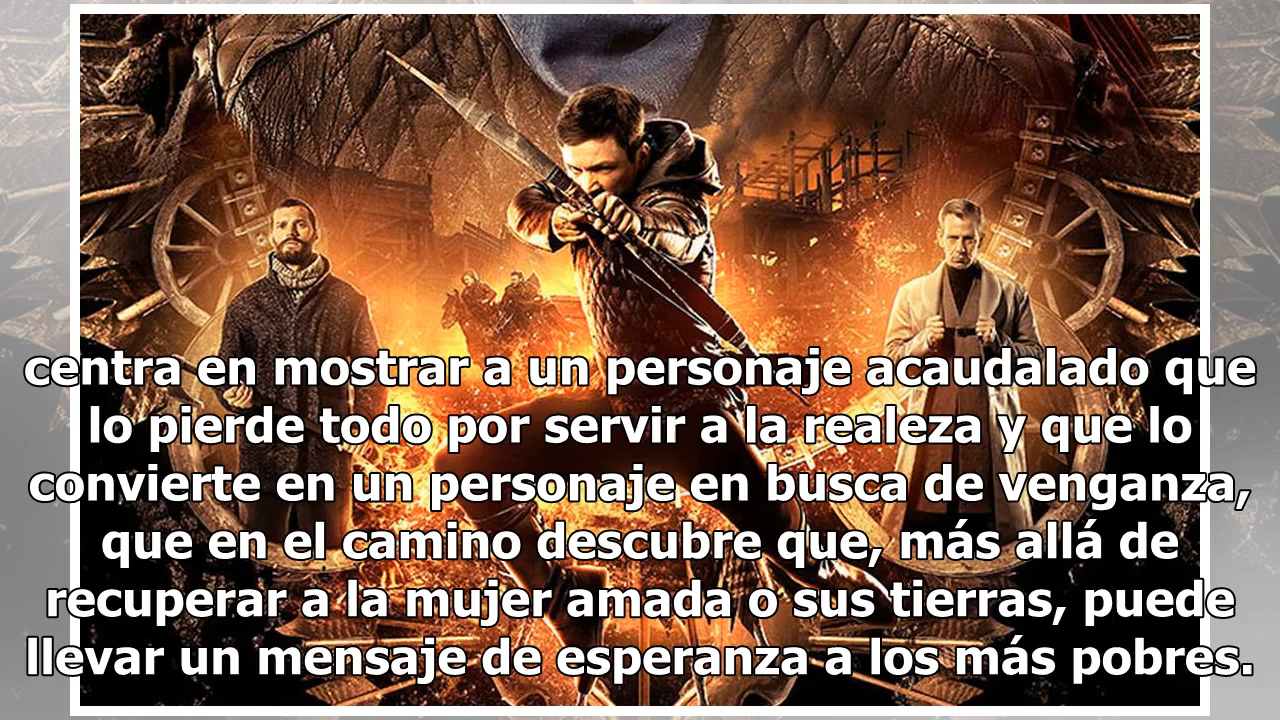 centra en mostrar a un personaje acaudalado que
lo pierde todo por servir a la realeza y que lo
convierte en un personaje en busca de venganza,
que en el camino descubre que, más allá de
recuperar a la mujer amada o sus tierras, puede
llevar un mensaje de esperanza a los más pobres.